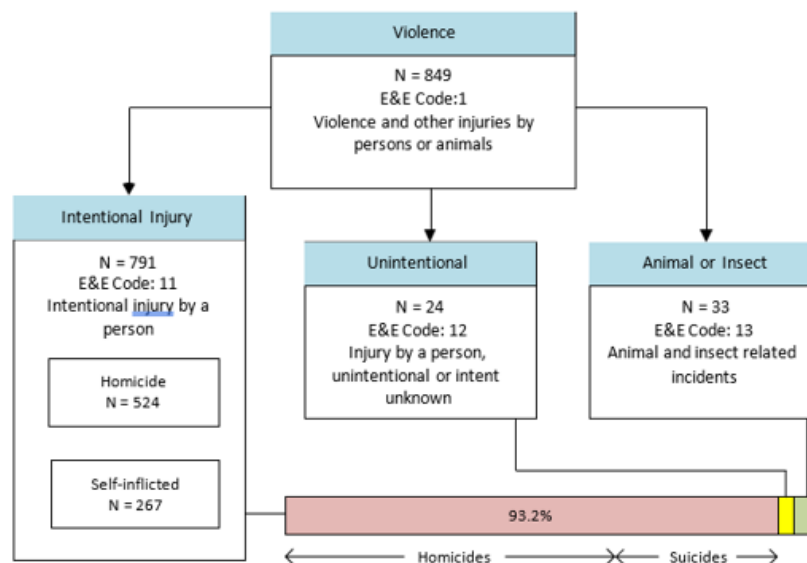 Violence
N = 849
E&E Code:1
Violence and other injuries by
persons or animals
Intentional Injury
N = 791
E&E Code: 11
Intentional injury by a
person
Homicide
N = 524
Self-inflicted
N = 267
Unintentional
N = 24
E&E Code: 12
Injury by a person,
unintentional or intent
unknown
Animal or Insect
N = 33
E&E Code: 13
Animal and insect related
incidents
93.2%
Homicides
Suicides